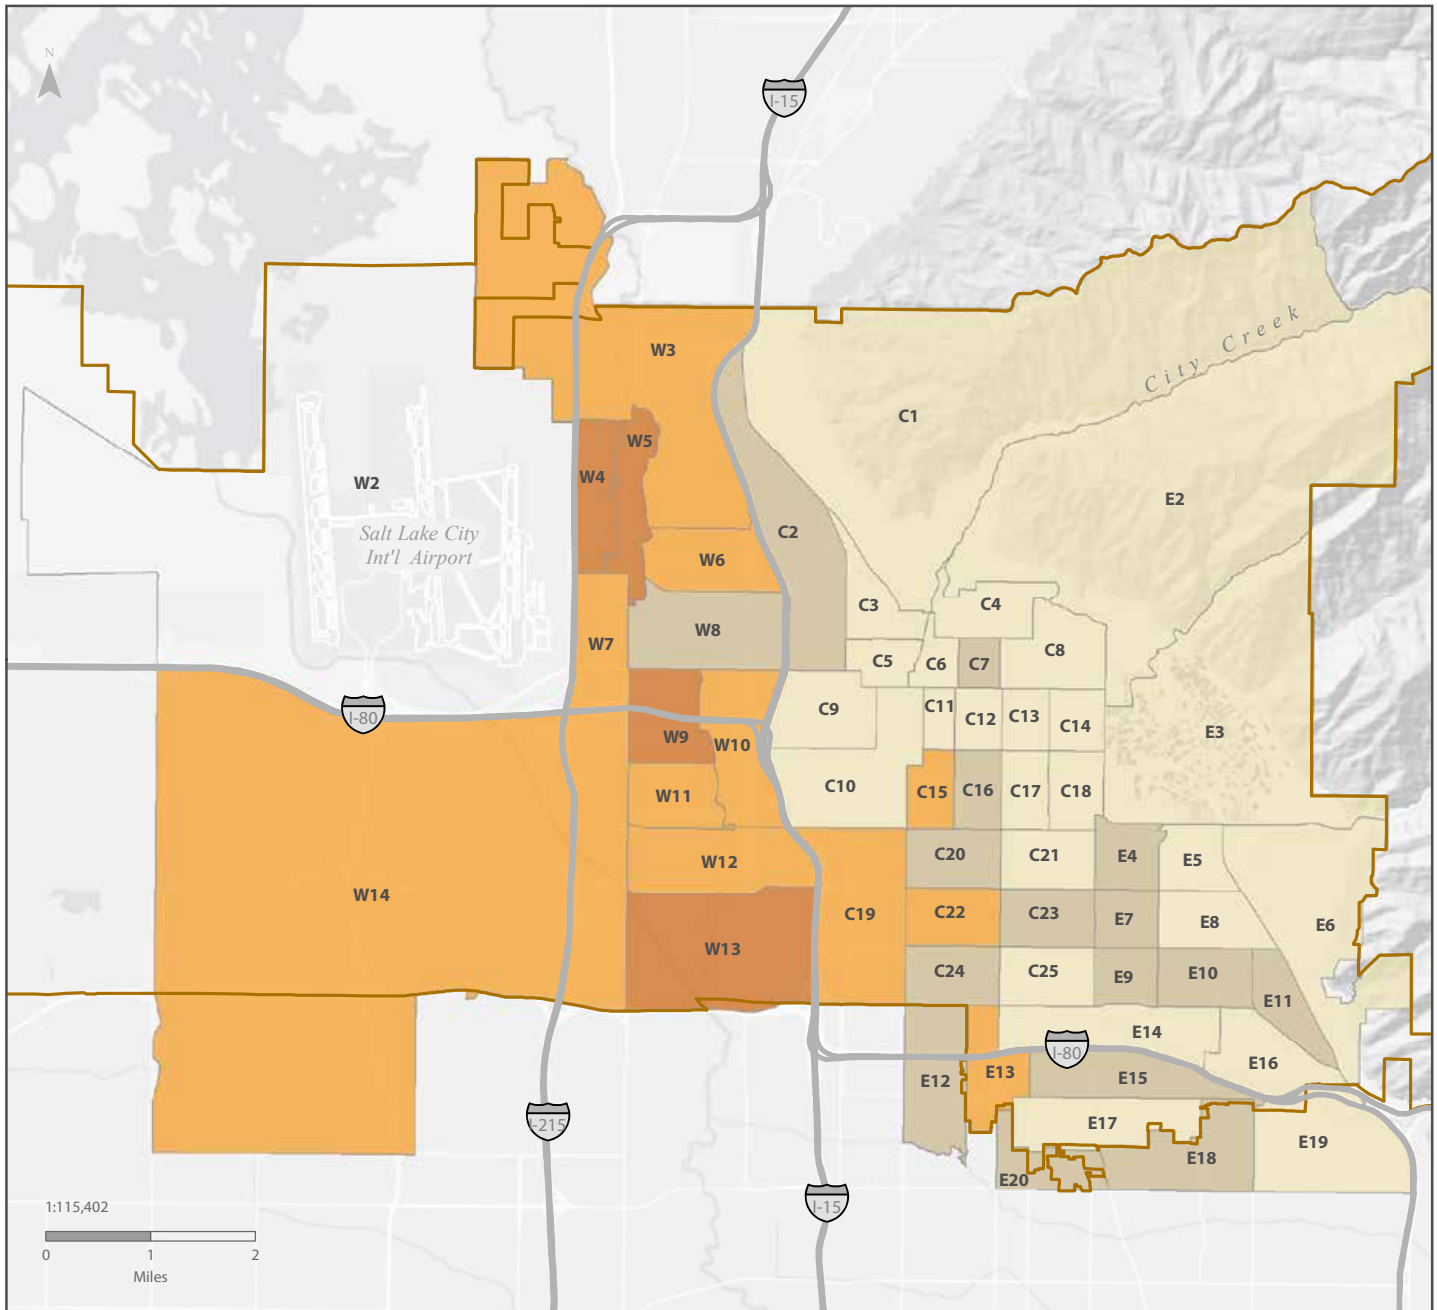 N
I-15
City Creek
W3
C1
W5
W4
W2
E2
Salt Lake City
Int'l Airport
C2
W6
C3
C4
W8
W7
C8
C5
C6
C7
C9
C11
C12
C13
C14
E3
I-80
W9
W10
C10
C15
C16
C17
C18
W11
W12
C20
C21
E4
E5
W14
C19
C22
C23
E7
E8
E6
W13
C24
C25
E9
E10
E11
E14
I-80
E16
E12
E13
E15
I-215
E17
E19
E18
E20
I-15
1:115,402
0 1 2
Miles